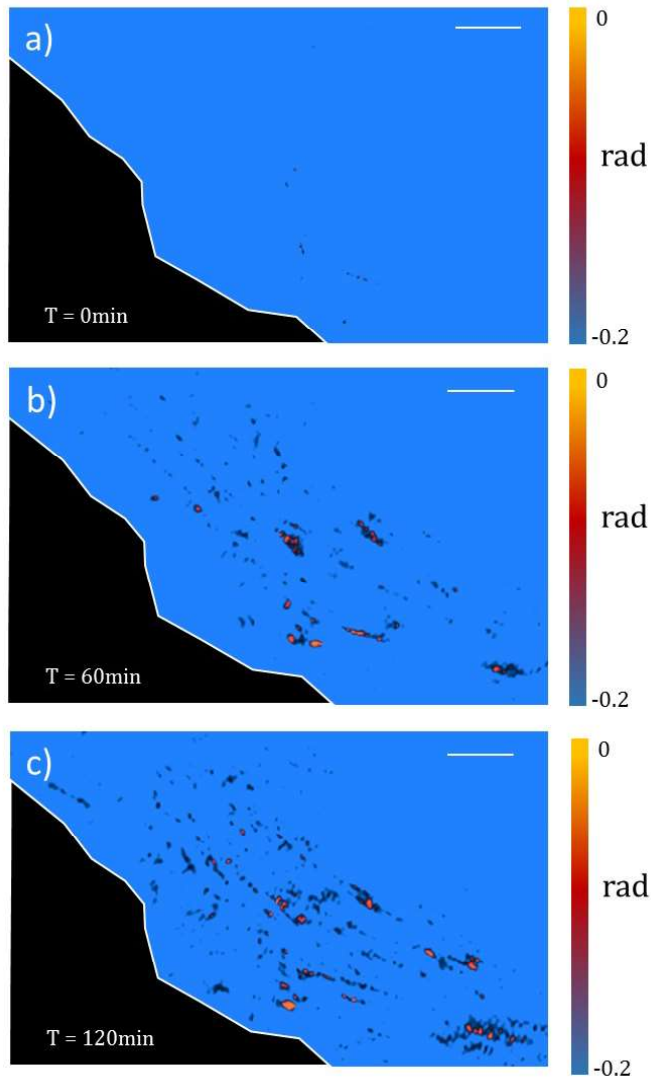 a)
0
rad
-0.2
T = 0min
b)
0
rad
-0.2
T = 60min
c)
0
rad
-0.2
T = 120min